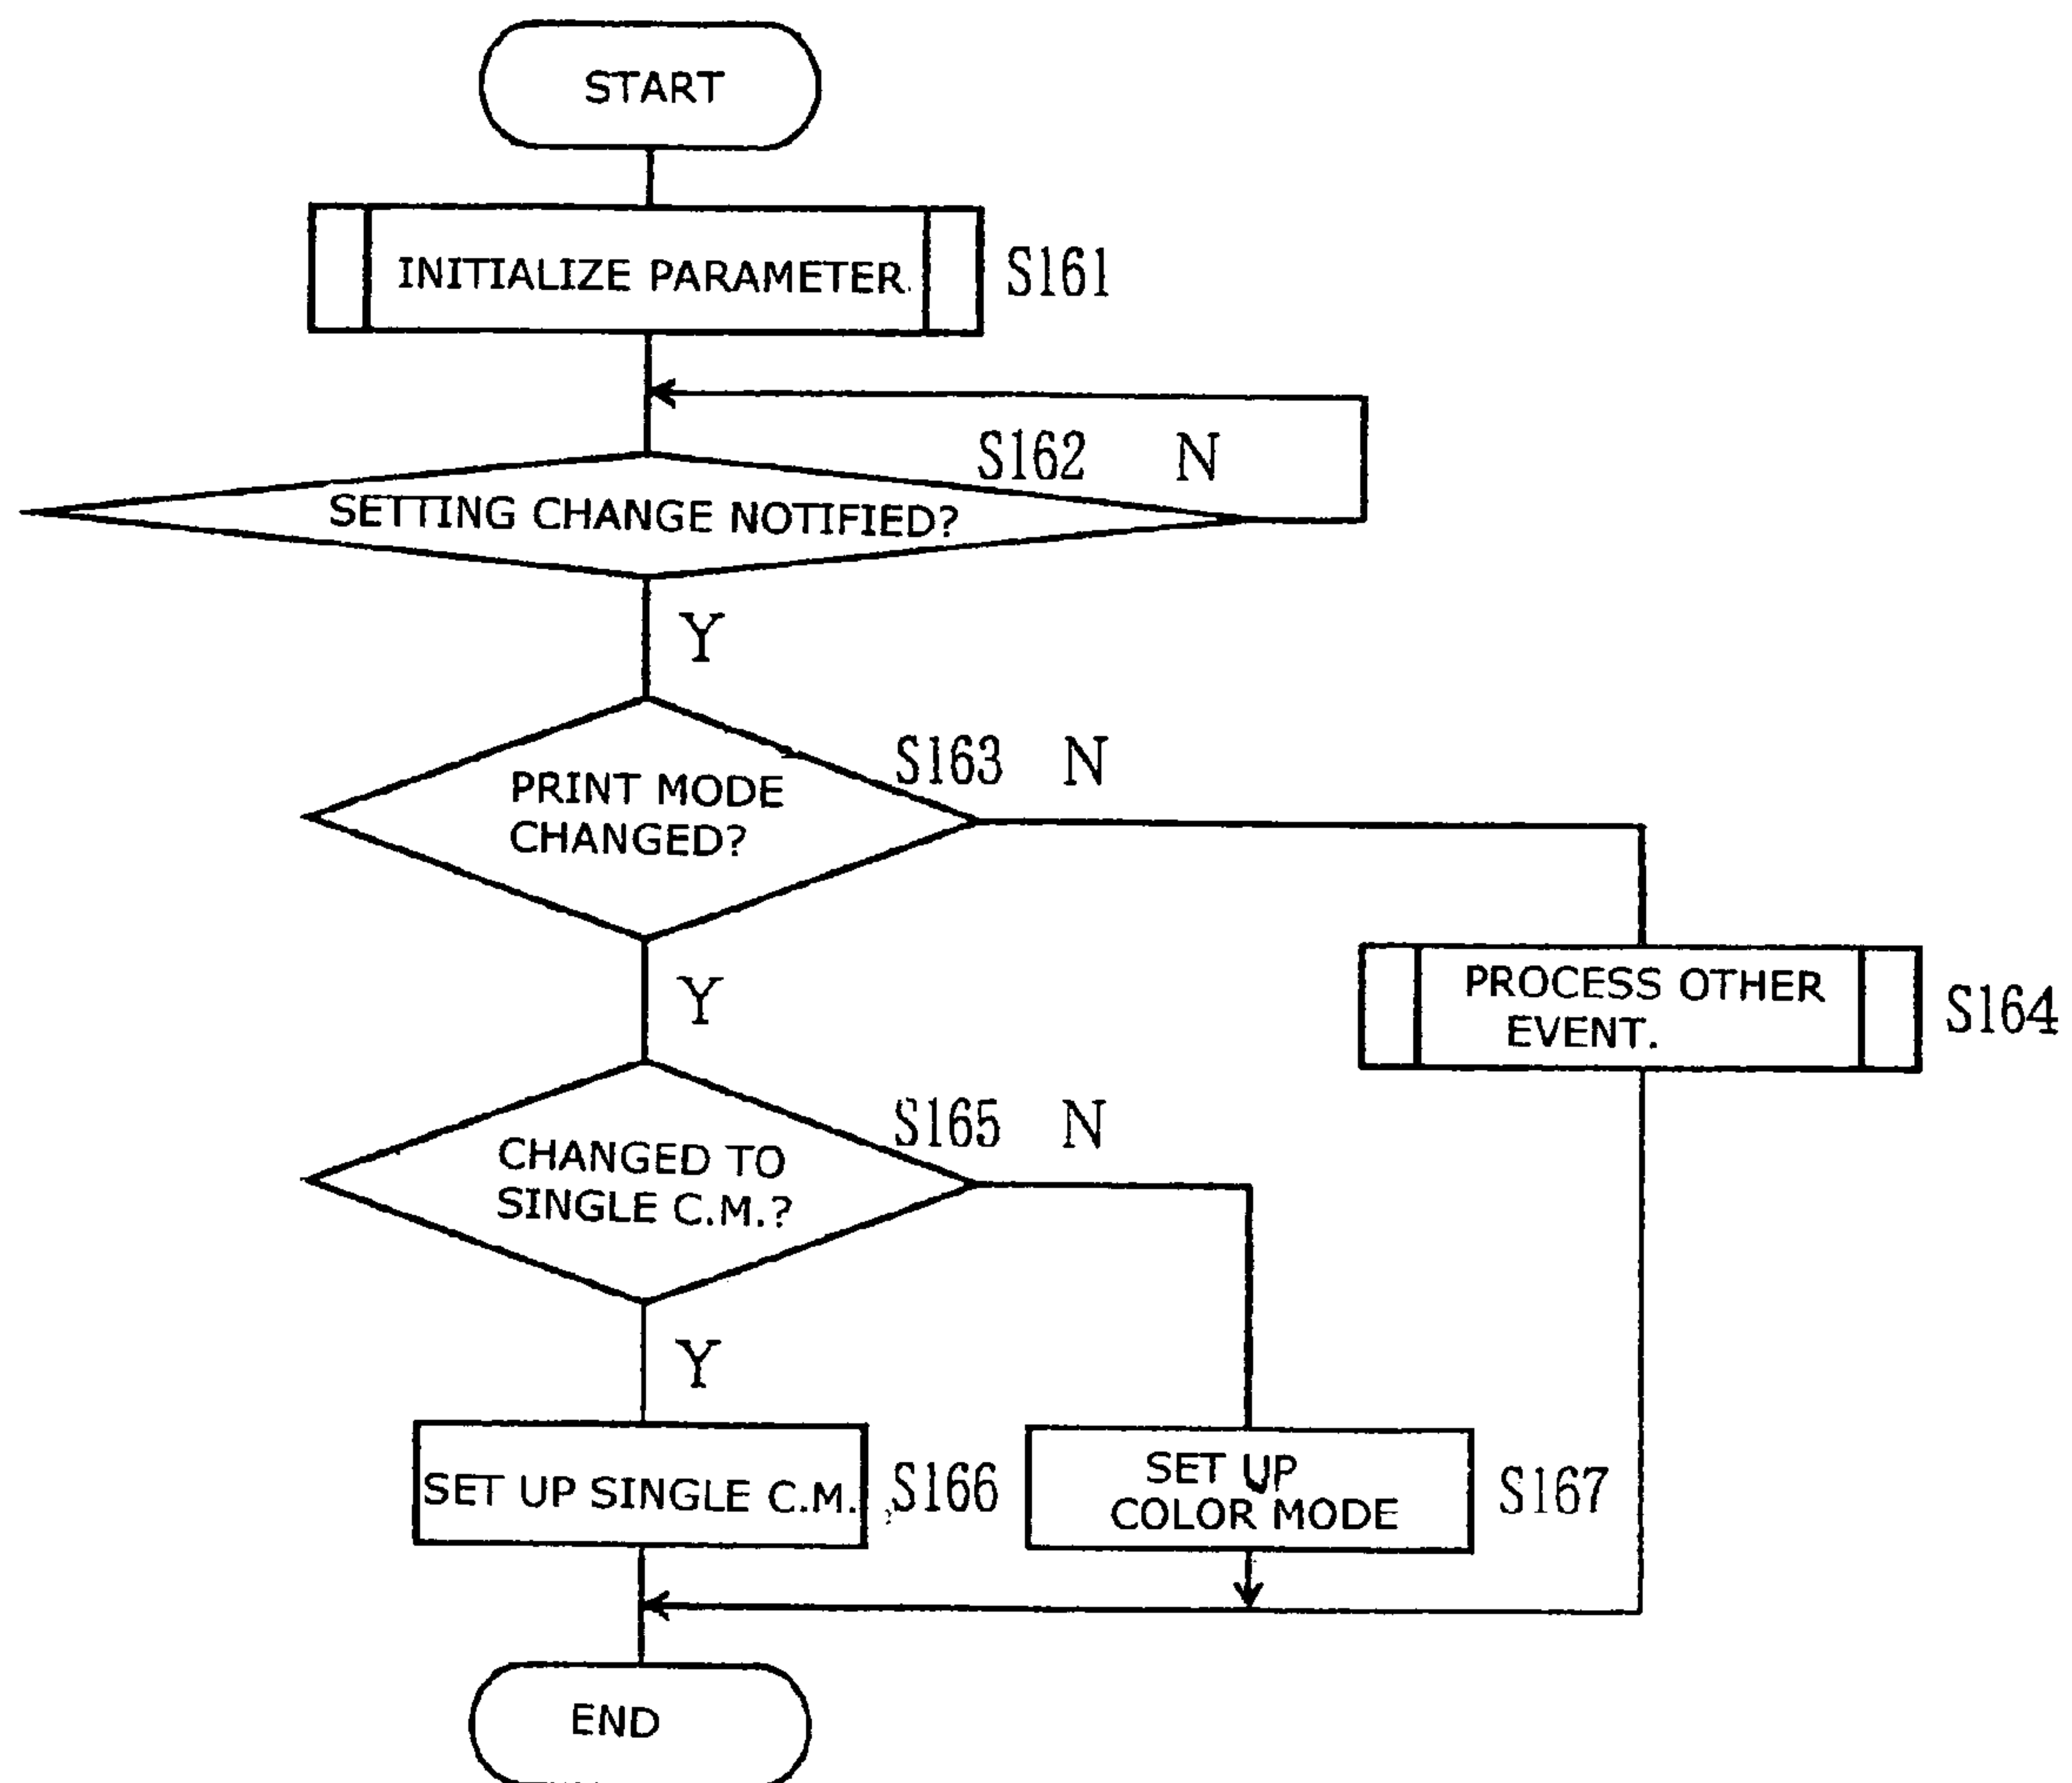 START
INITIALIZE PARAMETER.
S161
S162 N
SETTING CHANGE NOTIFIED?
Y
S163 N
PRINT MODE
CHANGED?
PROCESS OTHER
EVENT.
S164
Y
S165 N
CHANGED TO
SINGLE C.M.?
Y
SET UP SINGLE C.M.
S166
SET UP
COLOR MODE
S167
END